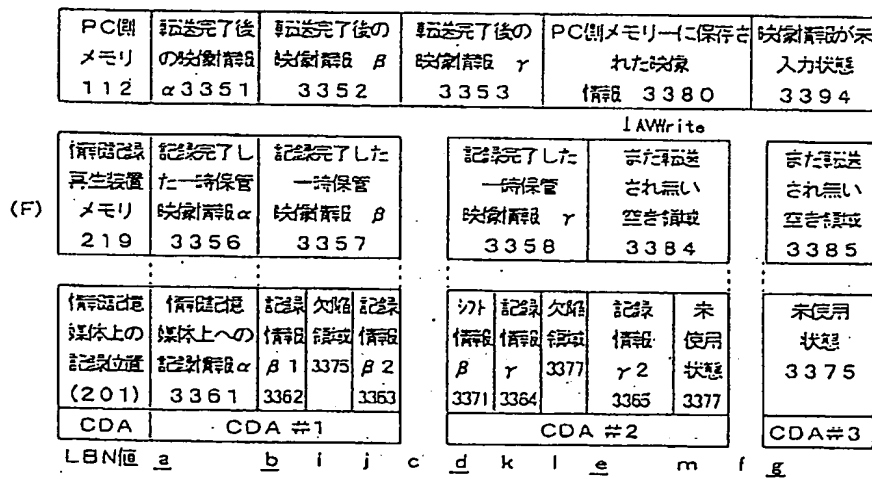 PC側 転送完了後 転送完了後の 転送完了後の PC側メモリーに保存さ 映像情報が未
メモリ の映像情報 映像情報 β 映像情報 γ れた映像 入力状態
112 α3351 3352 3353 情報 3380 3394
↓AVWrite
情報記録 記録完了し 記録完了した 記録完了した まだ転送 まだ転送
再生装置 た一時保管 一時保管 一時保管 され無い され無い
(F) メモリ 映像情報α 映像情報 β 映像情報 γ 空き領域 空き領域
219 3356 3357 3358 3384 3385
情報記憶 情報記憶 記録 欠陥 記録 シフト 記録 欠陥 記録 未 未使用
媒体上の 媒体上への 情報 領域 情報 情報 情報 領域 情報 使用 状態
記録位置 記録情報α β1 3375 β2 β γ 3377 γ2 状態 3375
(201) 3361 3362 3363 3371 3364 3365 3377
CDA CDA #1 CDA #2 CDA#3
LBN値 a b i j c d k l e m f g